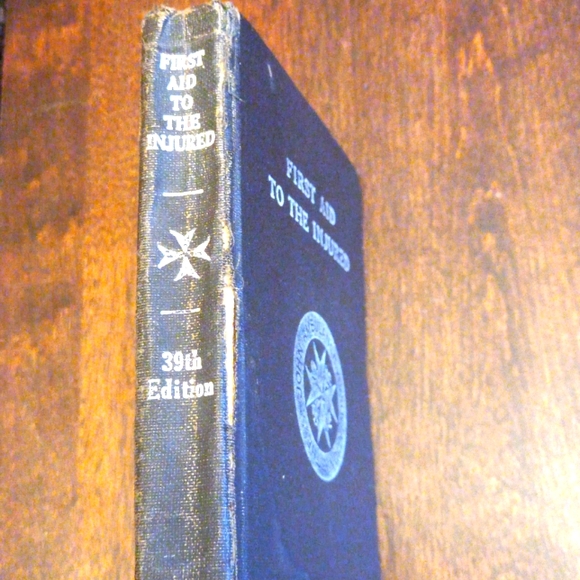 FIRST
AID
TO
THE
INJURED
39th
Edition
FIRST AID
TO THE INJURED